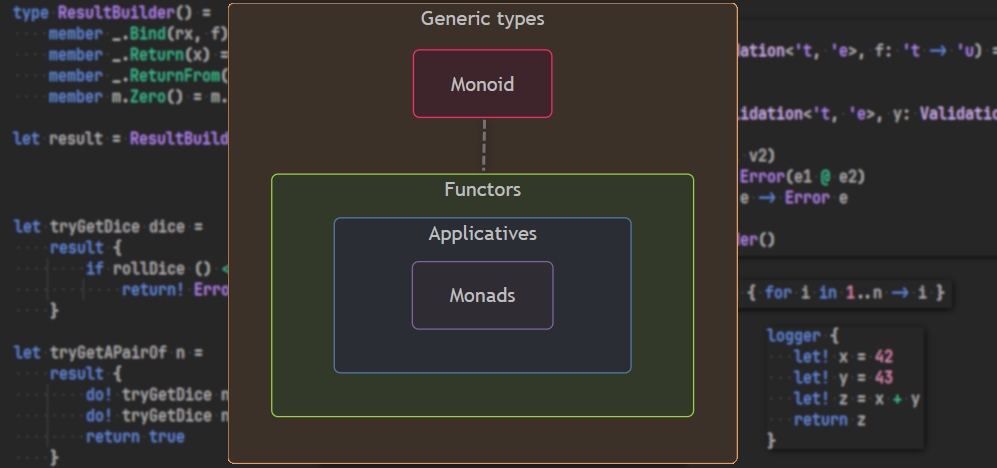 type ResultBuilder() =
member _.Bind(rx, f)
member _.Return(x) =
member _.ReturnFrom(
member m.Zero() = m.
let result = ResultBuild
let tryGetDice dice =
result {
if rollDice () <
return! Erro
}
let tryGetAPairOf n =
result {
do! tryGetDice n
do! tryGetDice n
return true
}
Generic types
Monoid
Functors
Applicatives
Monads
dation<'t, 'e>, f: 't -> 'u) =
idation<'t, 'e>, y: Validatio
v2)
Error(e1 @ e2)
e -> Error e
der()
{ for i in 1..n -> i }
logger {
let! x = 42
let! y = 43
let! z = x + y
return z
}